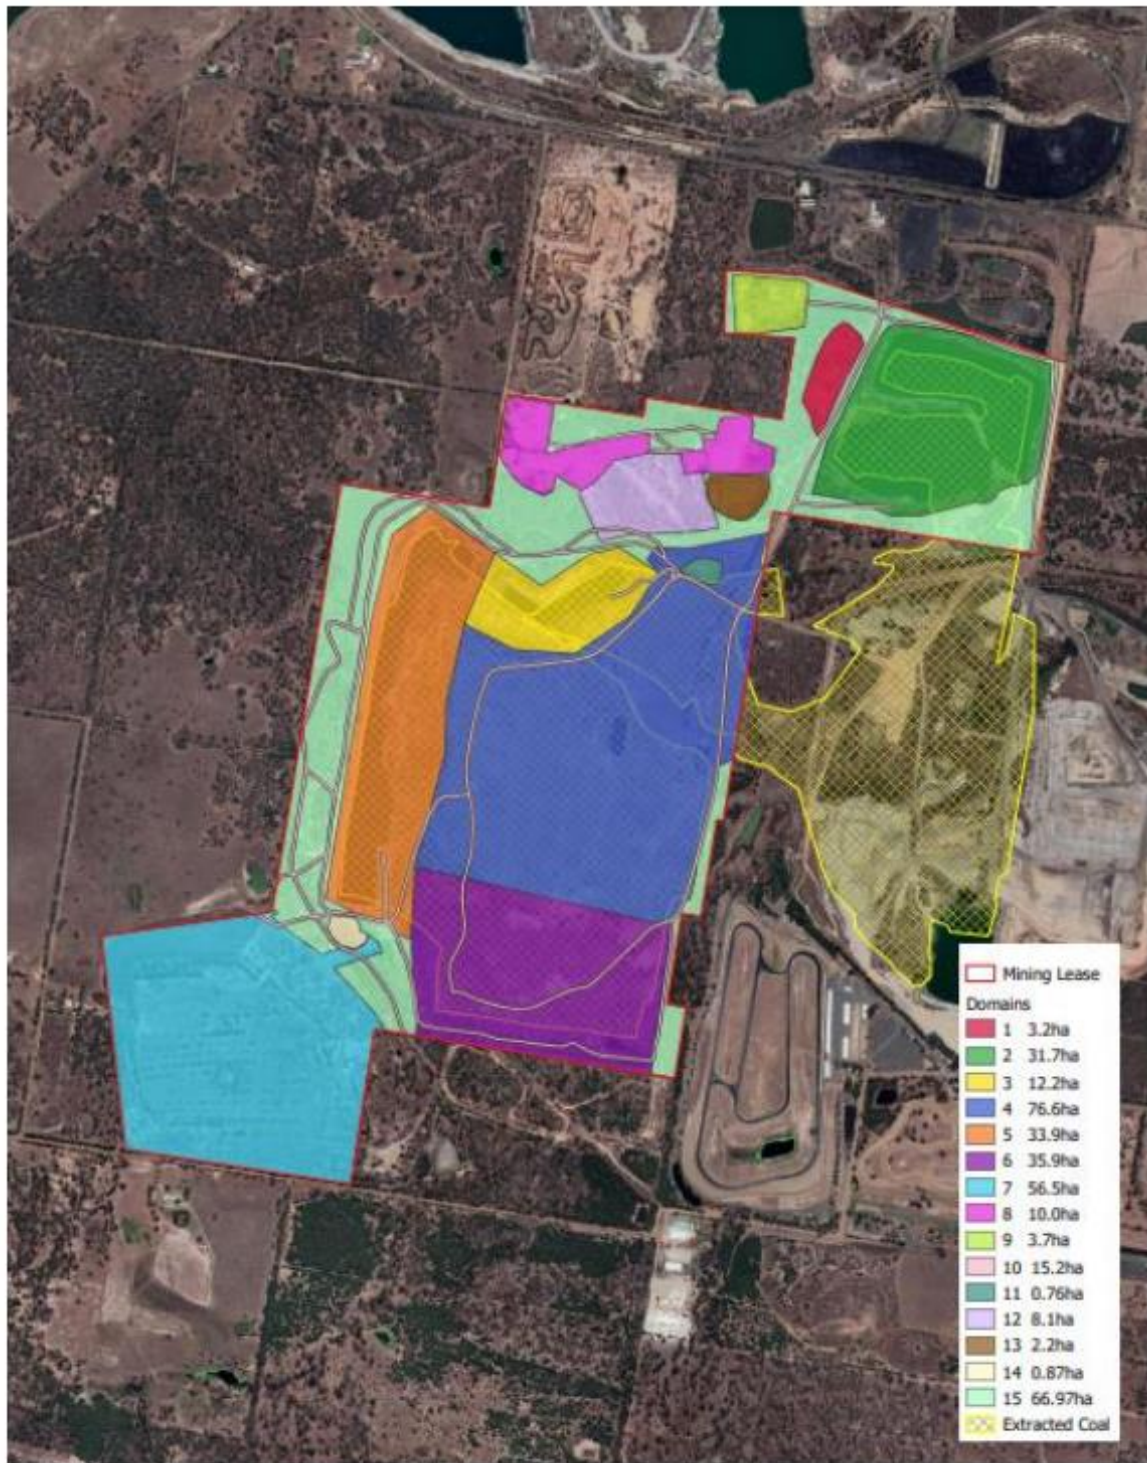 Mining Lease
Domains
1 3.2ha
2 31.7ha
3 12.2ha
4 76.6ha
5 33.9ha
6 35.9ha
7 56.5ha
8 10.0ha
9 3.7ha
10 15.2ha
11 0.76ha
12 8.1ha
13 2.2ha
14 0.87ha
15 66.97ha
Extracted Coal